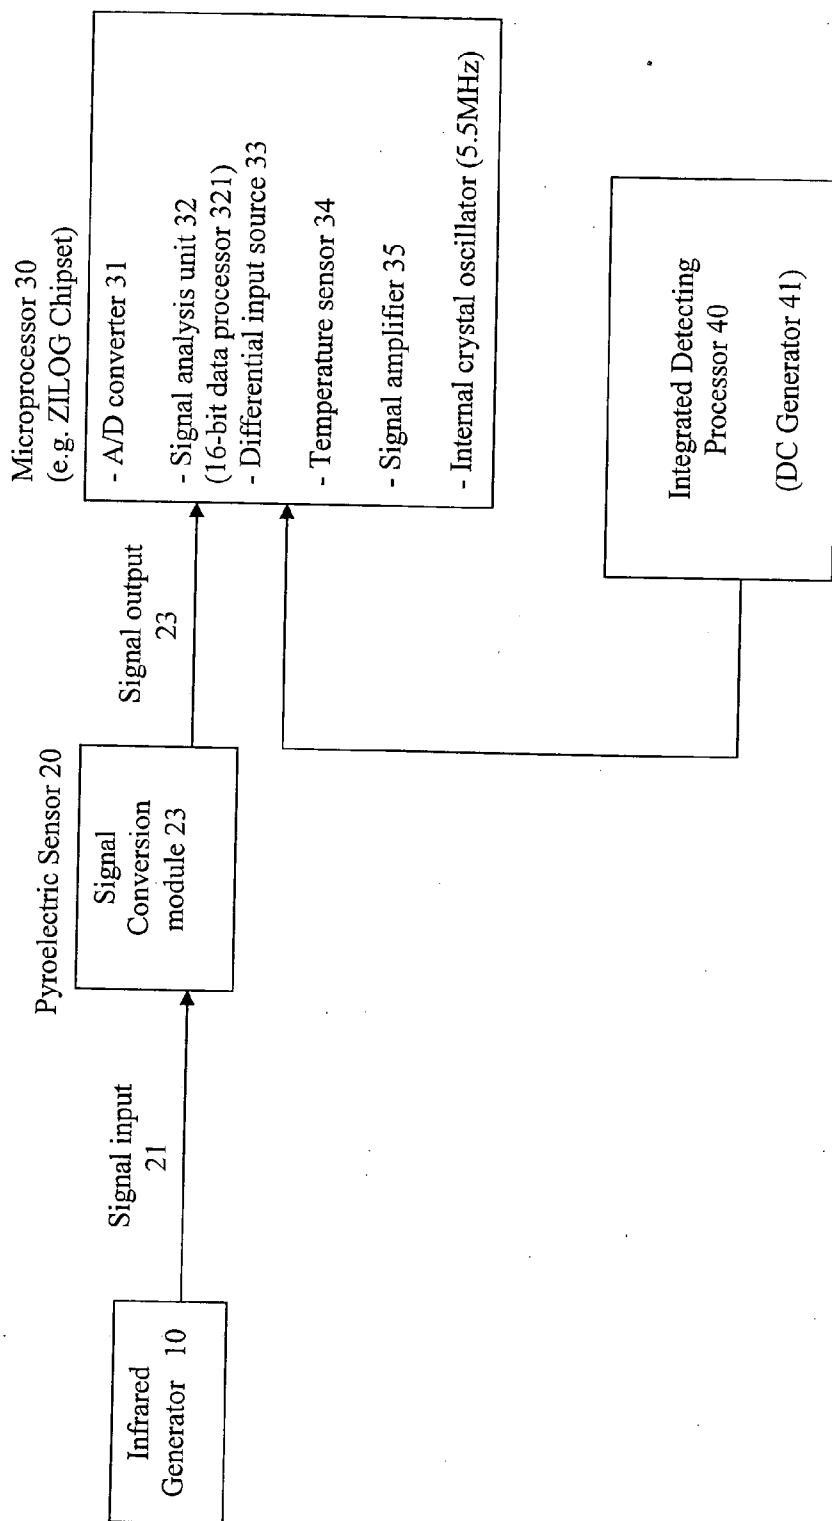 Infrared
Generator 10
Signal input
21
Pyroelectric Sensor 20
Signal
Conversion
module 23
Signal output
23
Microprocessor 30
(e.g. ZILOG Chipset)
- A/D converter 31
- Signal analysis unit 32
(16-bit data processor 321)
- Differential input source 33
- Temperature sensor 34
- Signal amplifier 35
- Internal crystal oscillator (5.5MHz)
Integrated Detecting
Processor 40
(DC Generator 41)